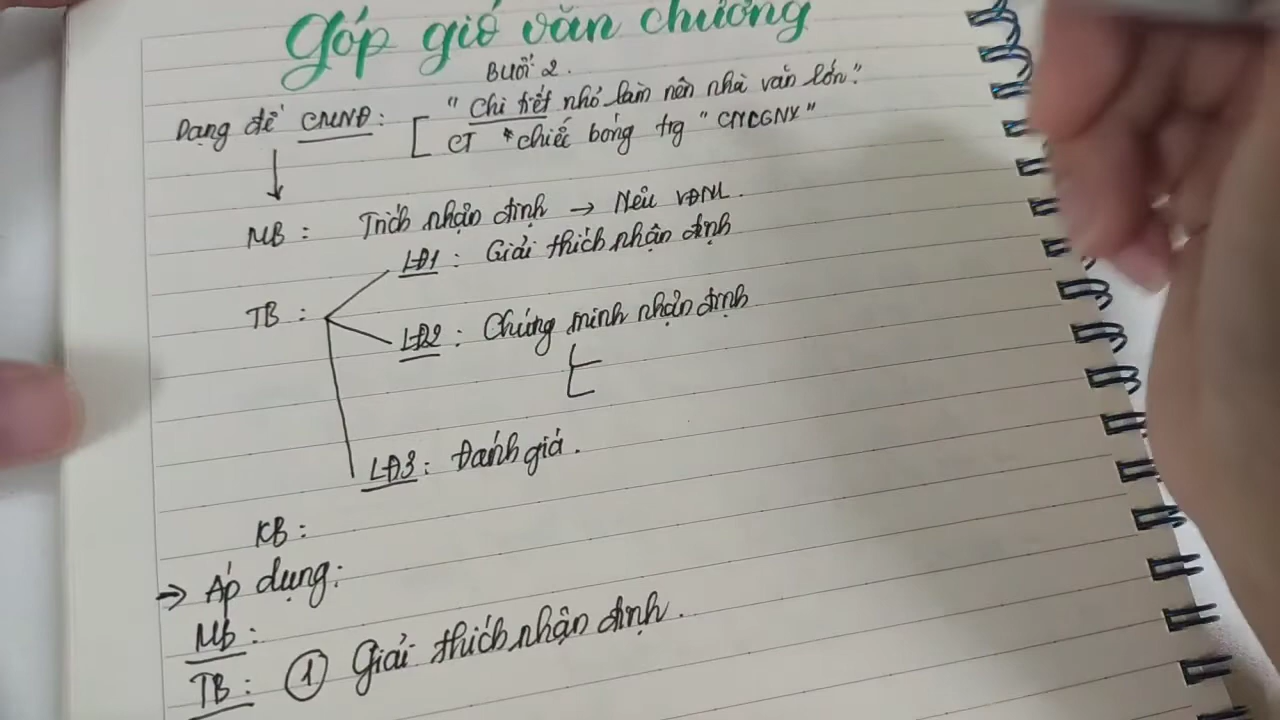 Góp gió văn chương
Buổi 2.
Dạng đề CMNĐ: [ "Chi tiết nhỏ làm nên nhà văn lớn."
CT * chiếc bóng trg "CNCGNX"
MB: Trích nhận định → Nêu VĐNL.
TB: LĐ1: Giải thích nhận định
LĐ2: Chứng minh nhận định
LĐ3: Đánh giá.
KB:
→ Áp dụng:
Mb:
TB: ① Giải thích nhận định.